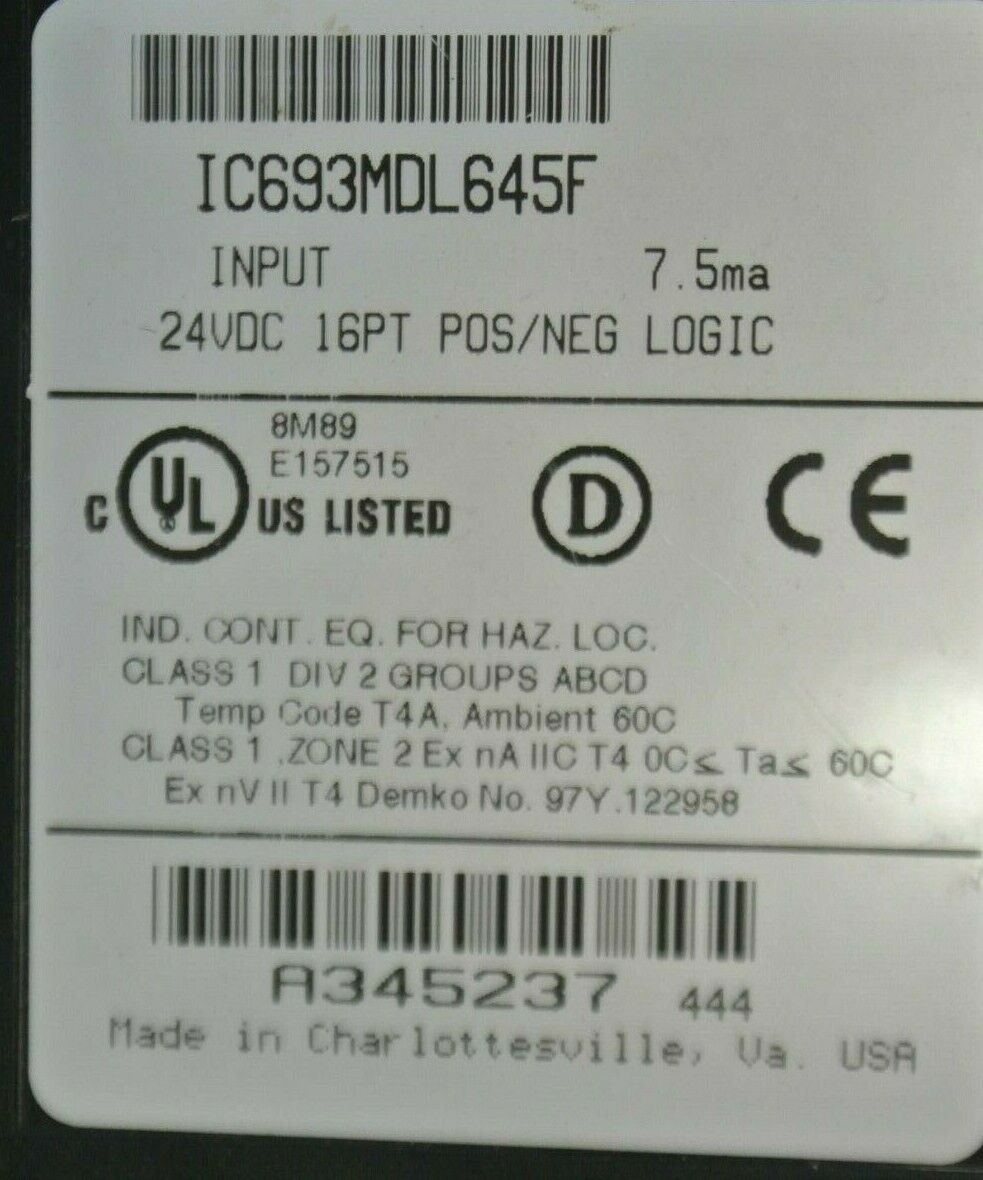 IC693MDL645F
INPUT 7.5ma
24VDC 16PT POS/NEG LOGIC
8M89
E157515
C UL® US LISTED
D
CE
IND. CONT. EQ. FOR HAZ. LOC.
CLASS 1 DIV 2 GROUPS ABCD
Temp Code T4A, Ambient 60C
CLASS 1 .ZONE 2 Ex nA IIC T4 0C≤ Ta≤ 60C
Ex nV II T4 Demko No. 97Y.122958
A345237 444
Made in Charlottesville, Va. USA